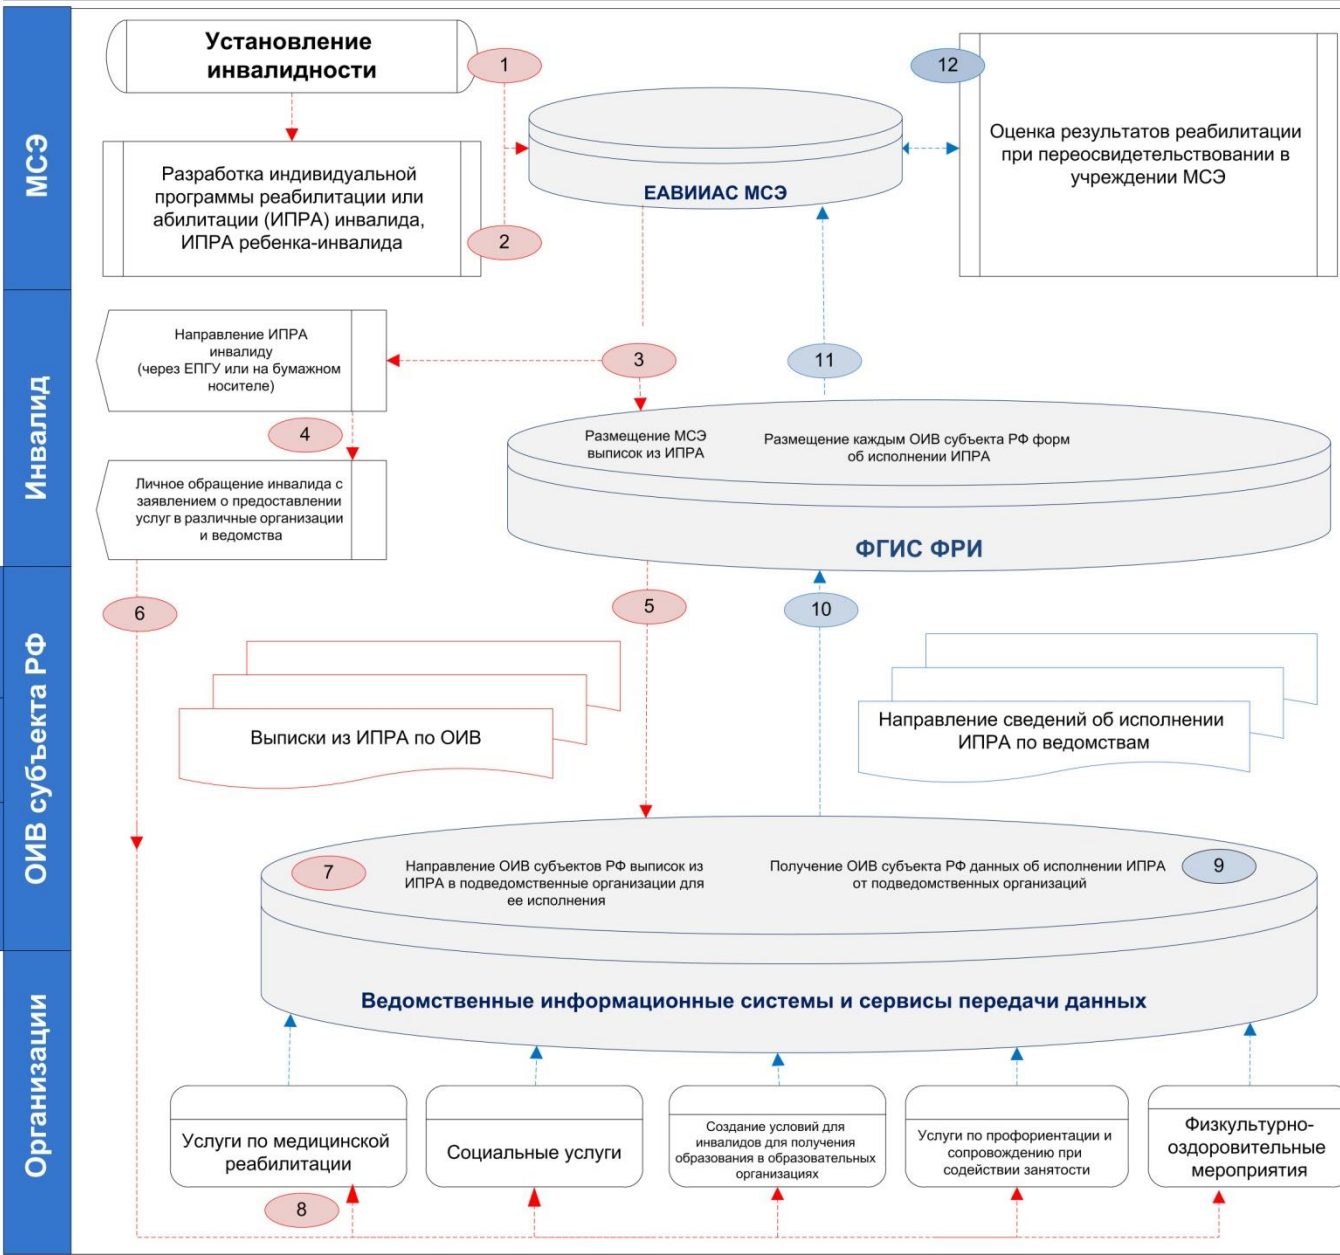 МСЭ
Установление
инвалидности
1
12
Разработка индивидуальной
программы реабилитации или
абилитации (ИПРА) инвалида,
ИПРА ребенка-инвалида
2
ЕАВИИАС МСЭ
Оценка результатов реабилитации
при переосвидетельствовании в
учреждении МСЭ
Инвалид
Направление ИПРА
инвалиду
(через ЕПГУ или на бумажном
носителе)
3
11
4
Размещение МСЭ
выписок из ИПРА
Размещение каждым ОИВ субъекта РФ форм
об исполнении ИПРА
Личное обращение инвалида с
заявлением о предоставлении
услуг в различные организации
и ведомства
ФГИС ФРИ
ОИВ субъекта РФ
6
5
10
Выписки из ИПРА по ОИВ
Направление сведений об исполнении
ИПРА по ведомствам
7
Направление ОИВ субъектов РФ выписок из
ИПРА в подведомственные организации для
ее исполнения
Получение ОИВ субъекта РФ данных об исполнении ИПРА
от подведомственных организаций
9
Организации
Ведомственные информационные системы и сервисы передачи данных
Услуги по медицинской
реабилитации
Социальные услуги
Создание условий для
инвалидов для получения
образования в образовательных
организациях
Услуги по профориентации и
сопровождению при
содействии занятости
Физкультурно-
оздоровительные
мероприятия
8